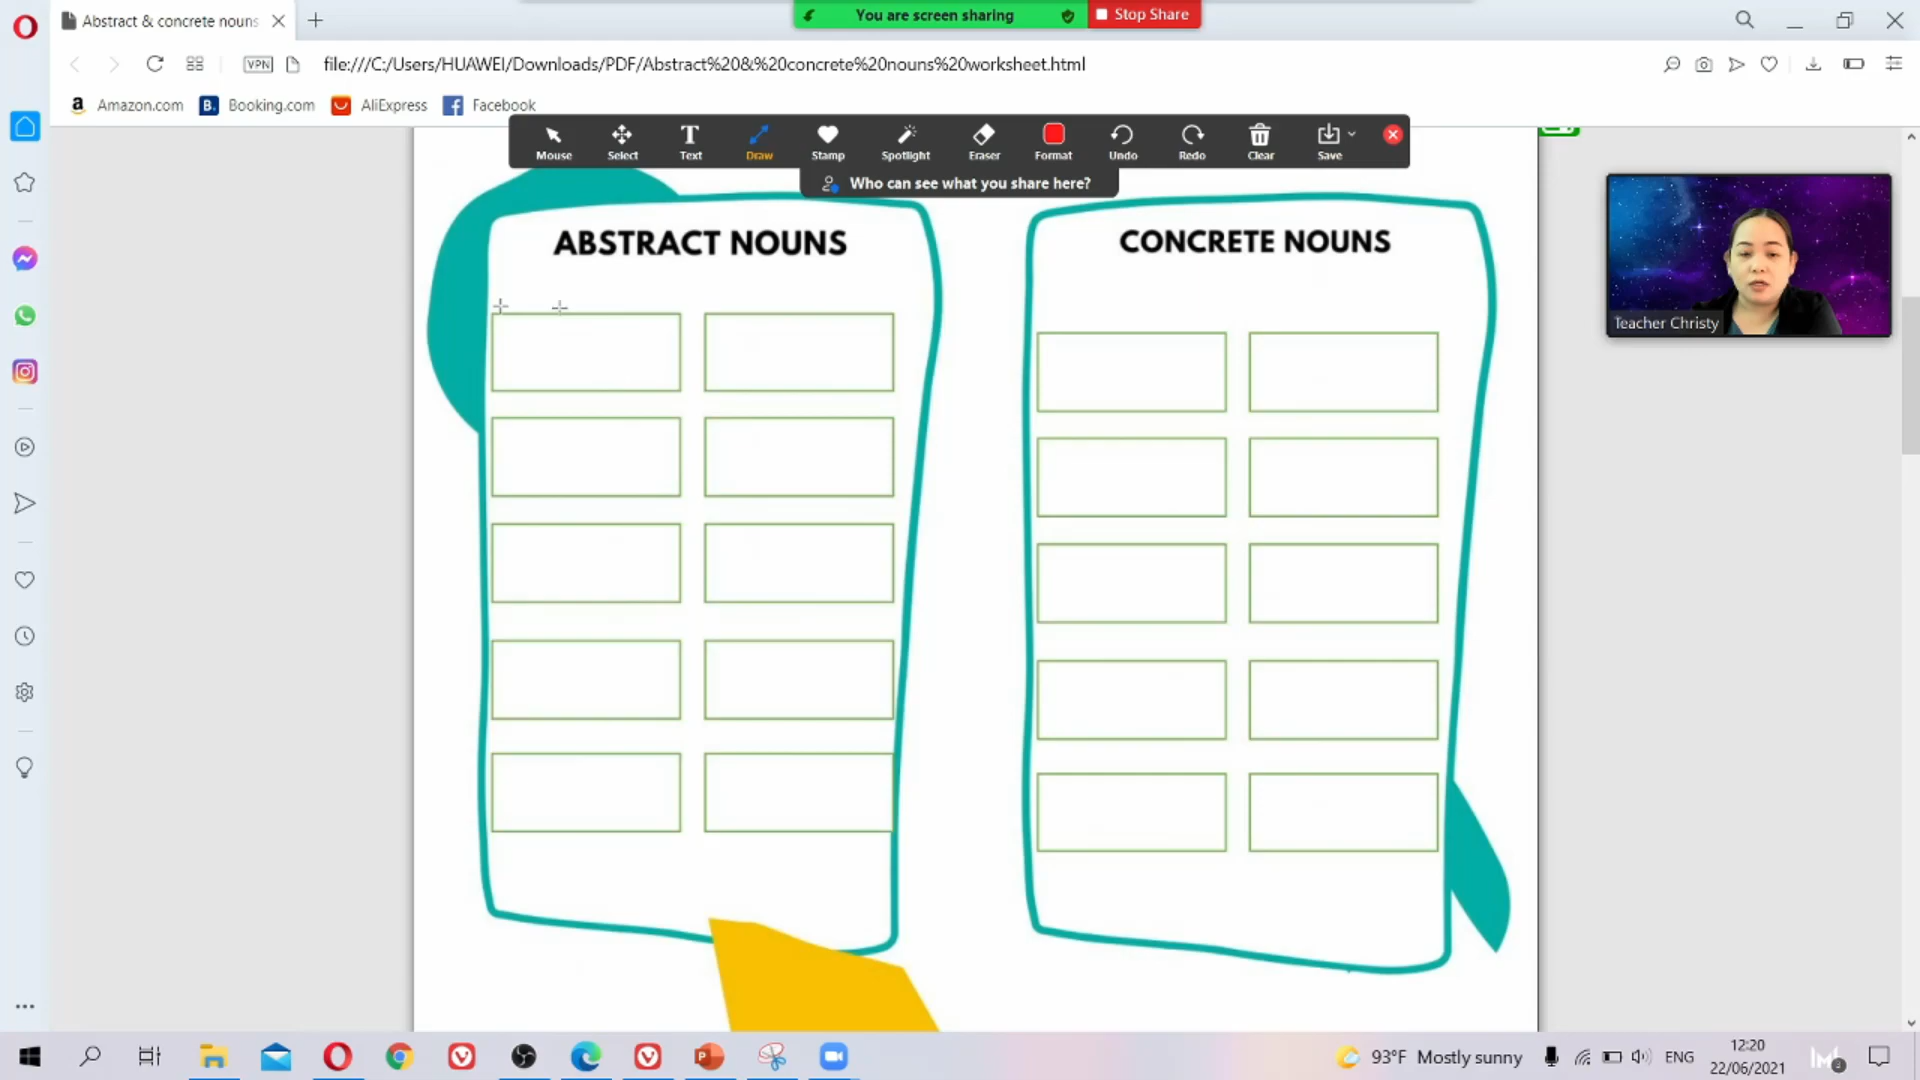 Abstract & concrete nouns
You are screen sharing
Stop Share
VPN
file:///C:/Users/HUAWEI/Downloads/PDF/Abstract%20&%20concrete%20nouns%20worksheet.html
a Amazon.com B. Booking.com AliExpress Facebook
Mouse Select Text Draw Stamp Spotlight Eraser Format Undo Redo Clear Save
Who can see what you share here?
ABSTRACT NOUNS
CONCRETE NOUNS
Teacher Christy
93°F Mostly sunny
ENG
12:20
22/06/2021